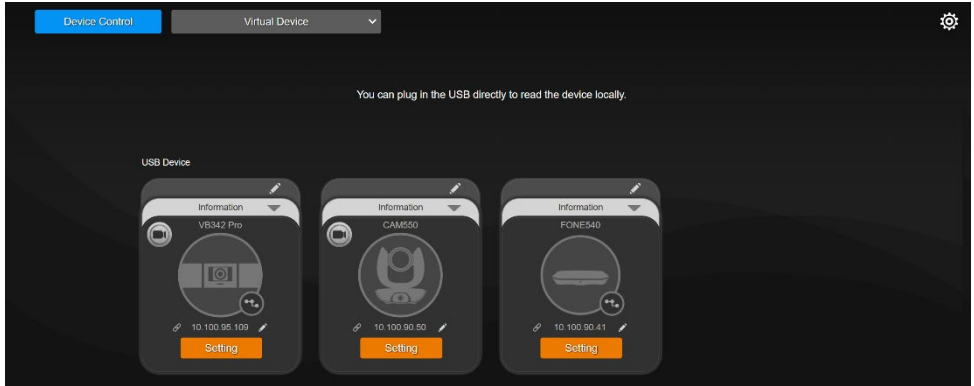 Device Control Virtual Device
You can plug in the USB directly to read the device locally.
USB Device
Information Information Information
VB342 Pro CAM550 FONE540
10.100.95.109 10.100.90.50 10.100.90.41
Setting Setting Setting